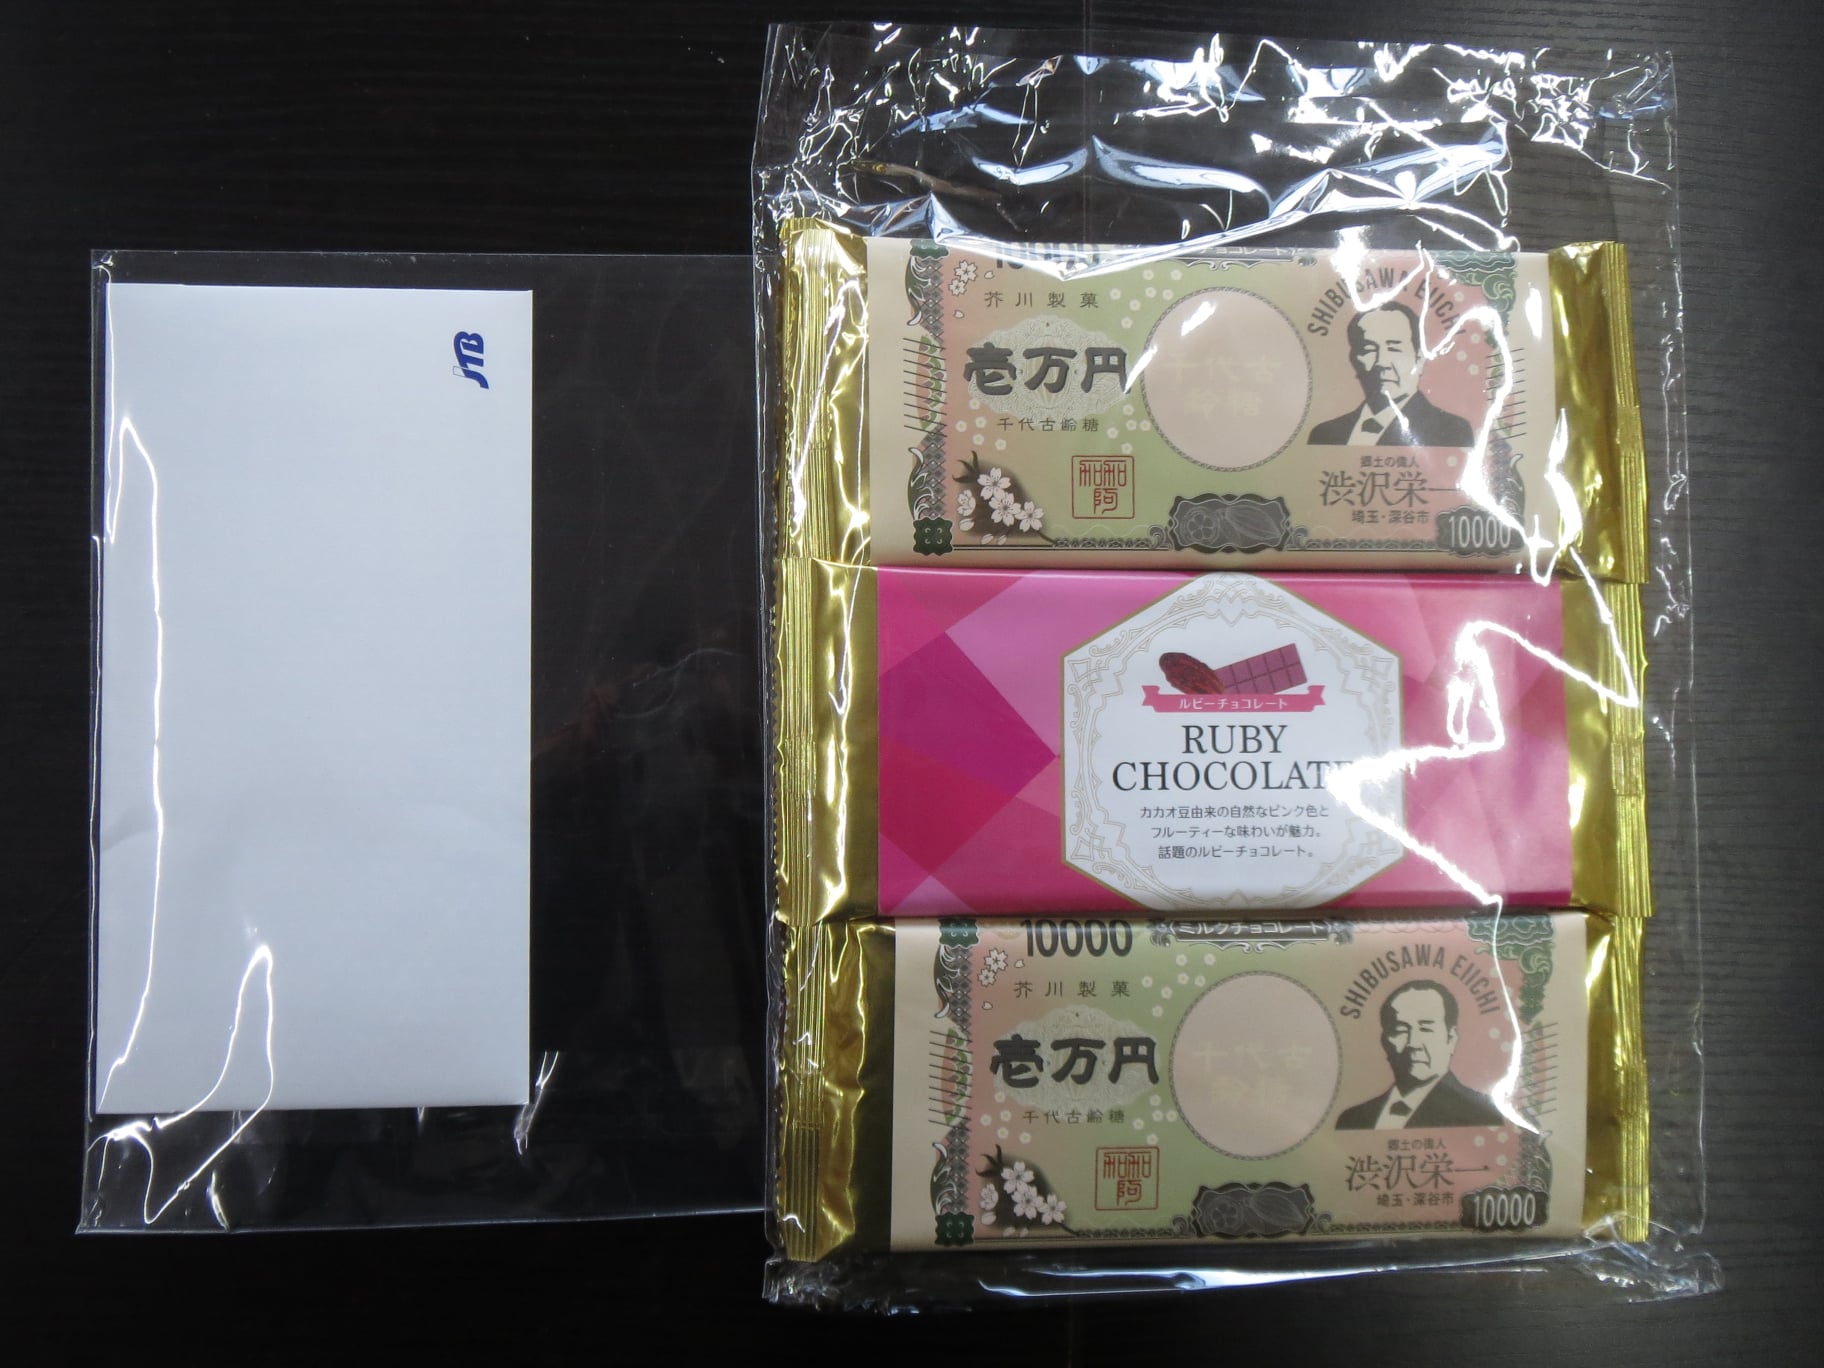 JTB
芥川製菓
壱万円
千代古齢糖
SHIBUSAWA EIICHI
郷土の偉人
渋沢栄一
埼玉・深谷市
10000
ルビーチョコレート
RUBY
CHOCOLATE
カカオ豆由来の自然なピンク色と
フルーティーな味わいが魅力。
話題のルビーチョコレート。
10000
ミルクチョコレート
芥川製菓
壱万円
千代古齢糖
SHIBUSAWA EIICHI
郷土の偉人
渋沢栄一
埼玉・深谷市
10000